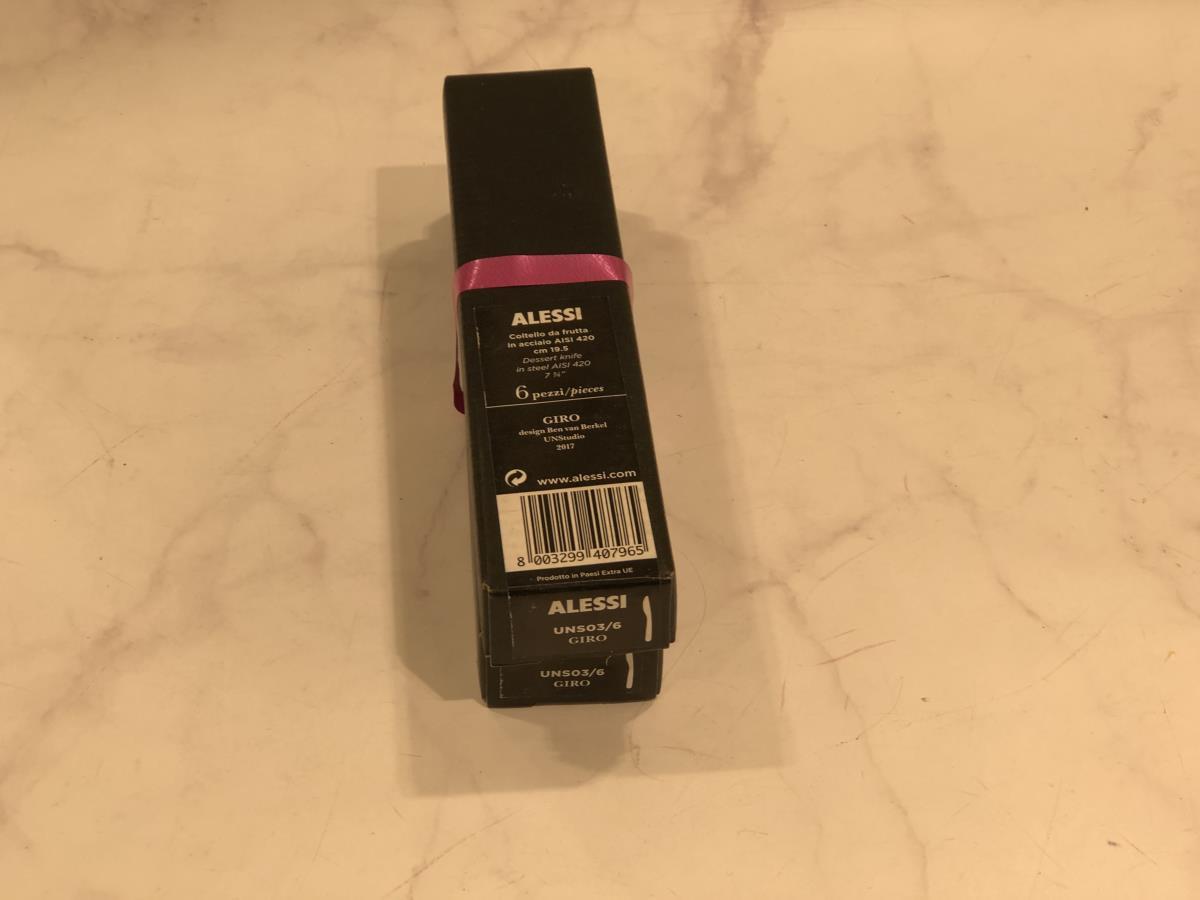 ALESSI
Coltello da frutta
in acciaio AISI 420
cm 19.5
Dessert knife
in steel AISI 420
7 ¾"
6 pezzi/pieces
GIRO
design Ben van Berkel
UNStudio
2017
www.alessi.com
8 003299 407965
Prodotto in Paesi Extra UE
ALESSI
UNS03/6
GIRO
UNS03/6
GIRO